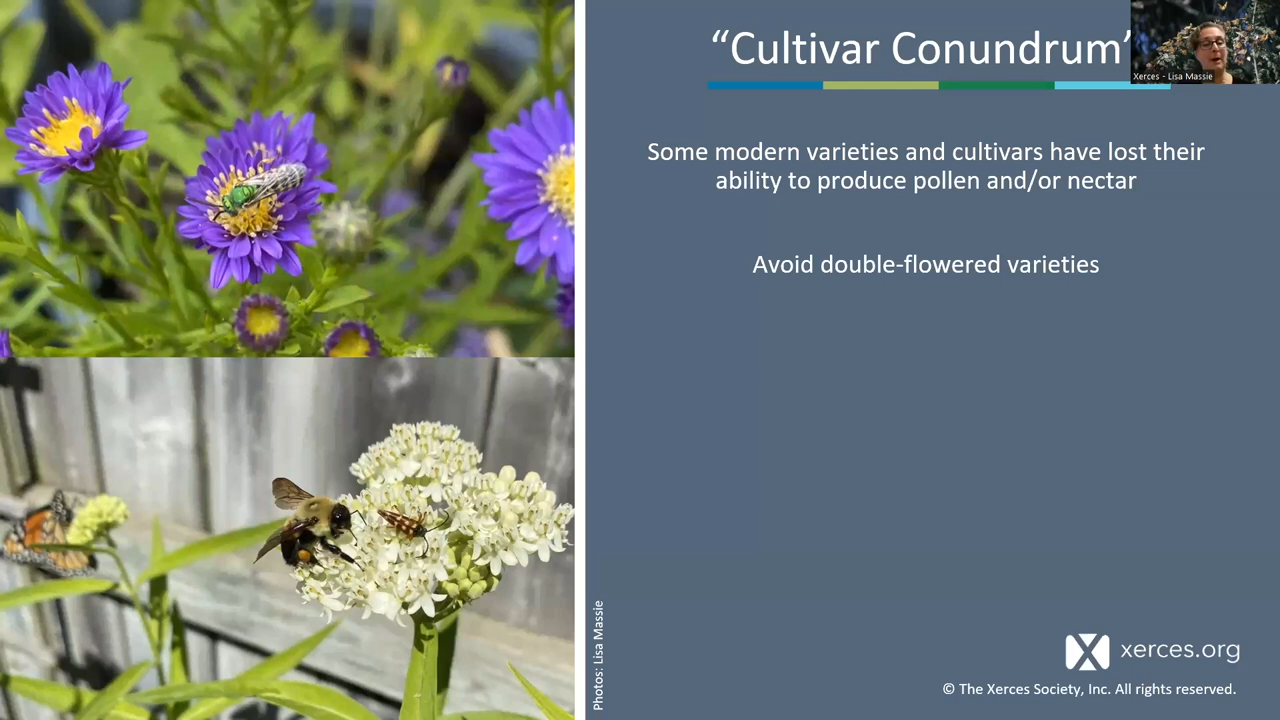 “Cultivar Conundrum”
Xerces - Lisa Massie
Some modern varieties and cultivars have lost their
ability to produce pollen and/or nectar
Avoid double-flowered varieties
Photos: Lisa Massie
xerces.org
© The Xerces Society, Inc. All rights reserved.